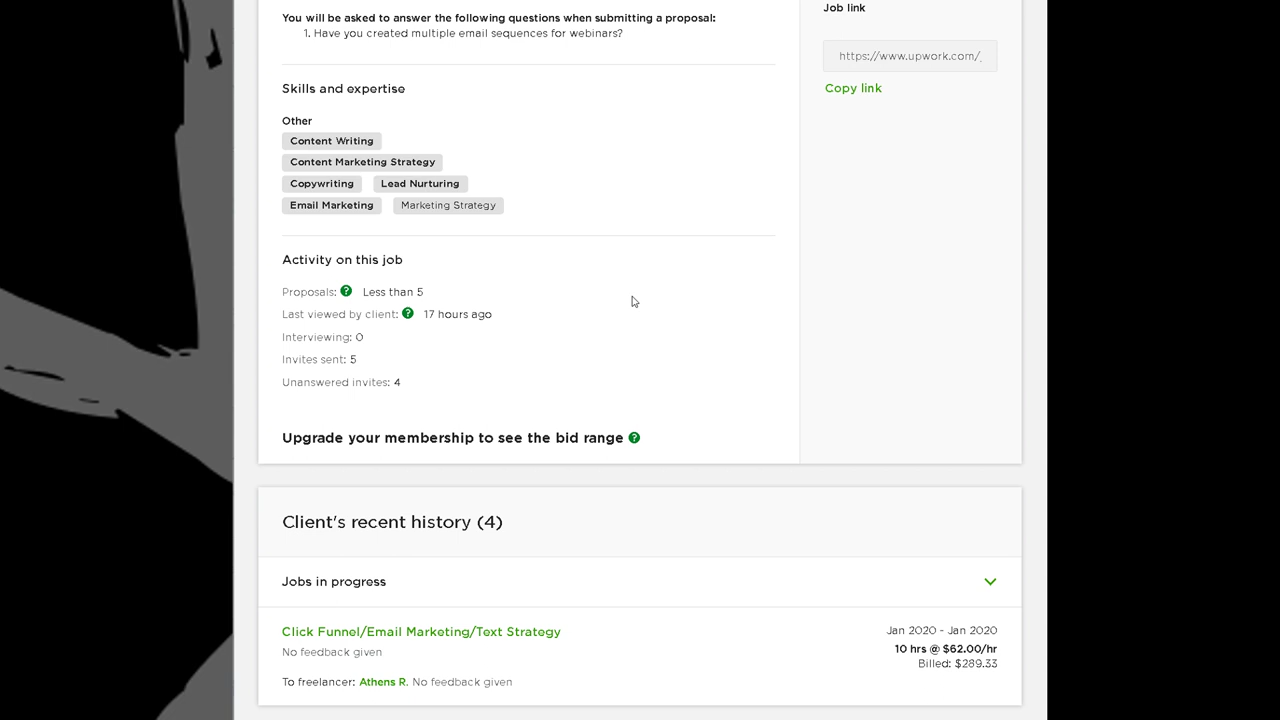 You will be asked to answer the following questions when submitting a proposal:
1. Have you created multiple email sequences for webinars?
Skills and expertise
Other
Content Writing
Content Marketing Strategy
Copywriting Lead Nurturing
Email Marketing Marketing Strategy
Activity on this job
Proposals: ? Less than 5
Last viewed by client: ? 17 hours ago
Interviewing: 0
Invites sent: 5
Unanswered invites: 4
Upgrade your membership to see the bid range ?
Job link
https://www.upwork.com/
Copy link
Client's recent history (4)
Jobs in progress
Click Funnel/Email Marketing/Text Strategy
No feedback given
To freelancer: Athens R. No feedback given
Jan 2020 - Jan 2020
10 hrs @ $62.00/hr
Billed: $289.33